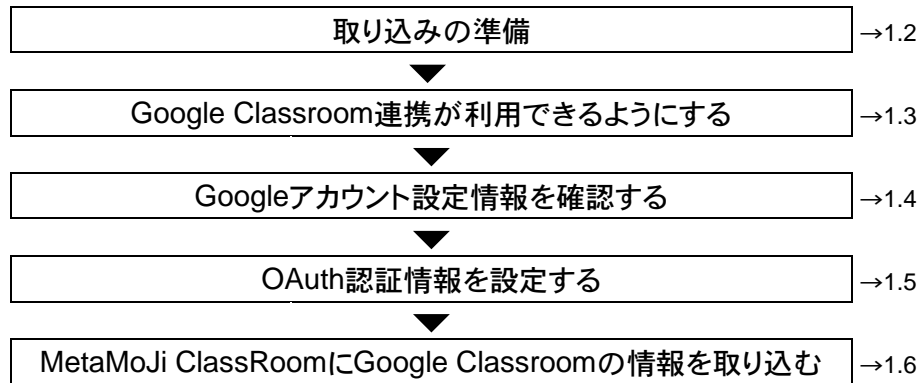 取り込みの準備 →1.2
Google Classroom連携が利用できるようにする →1.3
Googleアカウント設定情報を確認する →1.4
OAuth認証情報を設定する →1.5
MetaMoJi ClassRoomにGoogle Classroomの情報を取り込む →1.6